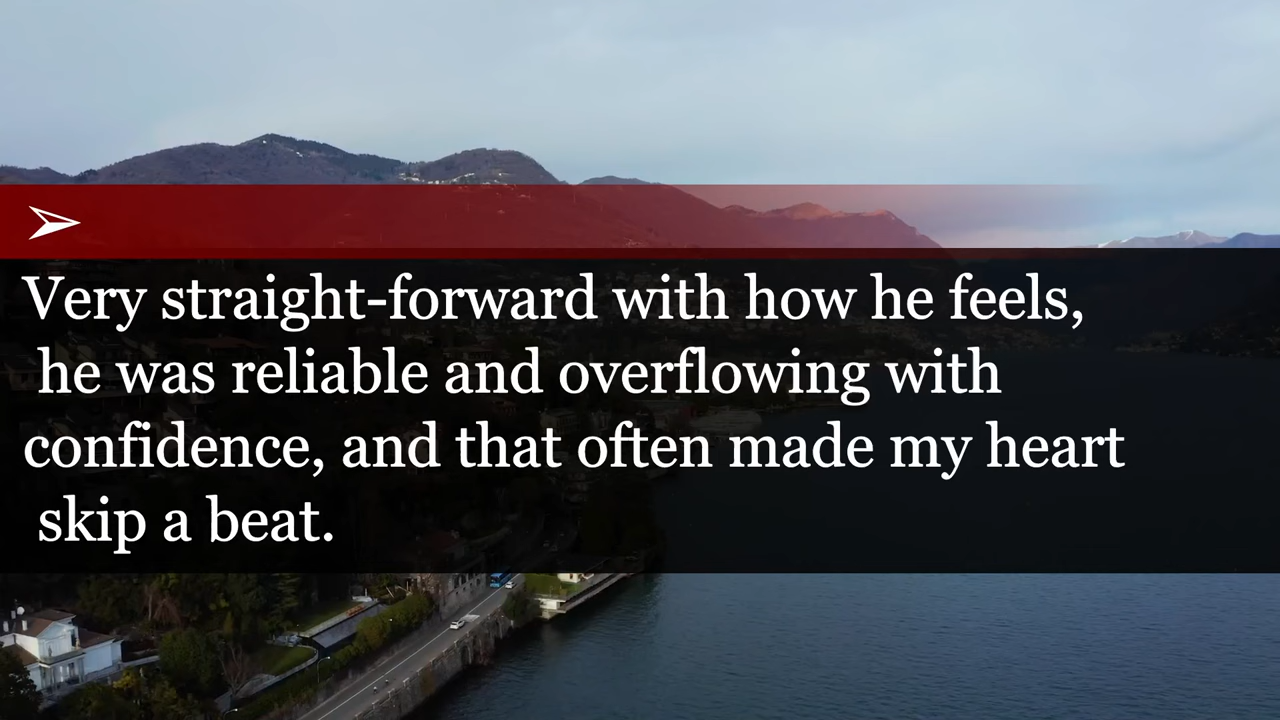 Very straight-forward with how he feels,
he was reliable and overflowing with
confidence, and that often made my heart
skip a beat.